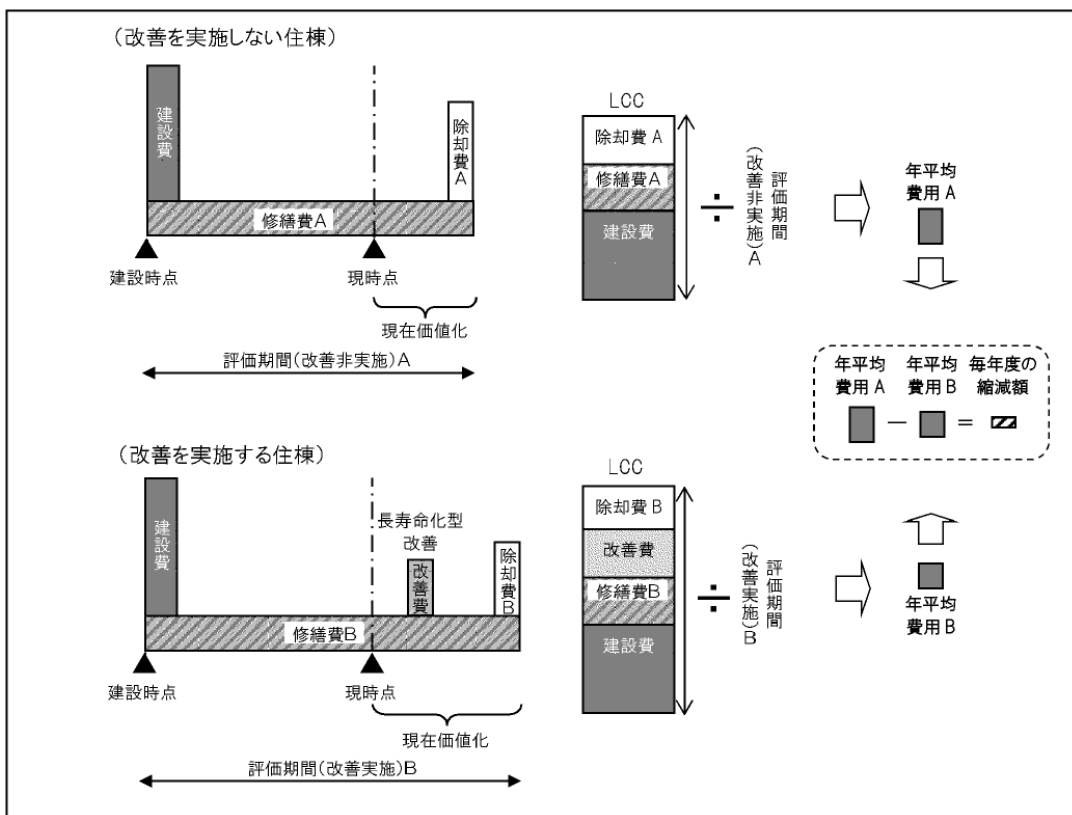 (改善を実施しない住棟)
建設費
除却費A
修繕費A
建設時点
現時点
現在価値化
評価期間(改善非実施)A
LCC
除却費A
修繕費A
建設費
÷
評価期間
(改善非実施)A
年平均
費用A
年平均
費用A
年平均
費用B
毎年度の
縮減額
－
＝
(改善を実施する住棟)
建設費
長寿命化型
改善
改善費
除却費B
修繕費B
建設時点
現時点
現在価値化
評価期間(改善実施)B
LCC
除却費B
改善費
修繕費B
建設費
÷
評価期間
(改善実施)B
年平均
費用B